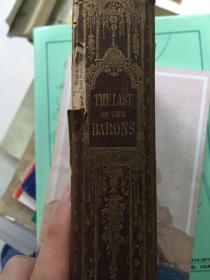 THE LAST
OF THE
BARONS